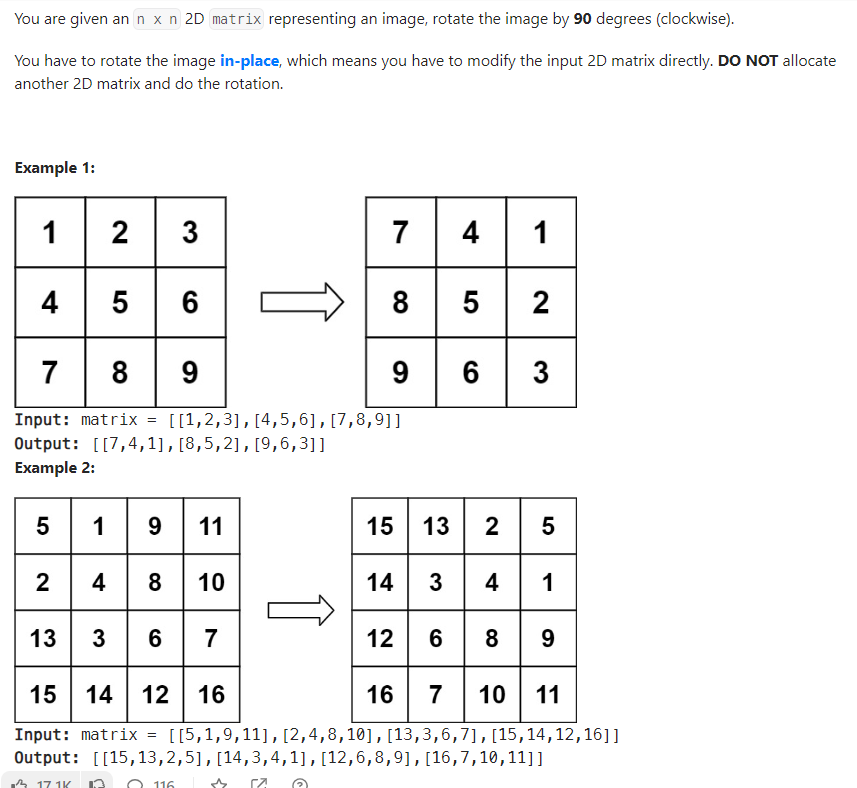 You are given an n x n 2D matrix representing an image, rotate the image by 90 degrees (clockwise).
You have to rotate the image in-place, which means you have to modify the input 2D matrix directly. DO NOT allocate
another 2D matrix and do the rotation.
Example 1:
1 2 3 7 4 1
4 5 6 8 5 2
7 8 9 9 6 3
Input: matrix = [[1,2,3],[4,5,6],[7,8,9]]
Output: [[7,4,1],[8,5,2],[9,6,3]]
Example 2:
5 1 9 11 15 13 2 5
2 4 8 10 14 3 4 1
13 3 6 7 12 6 8 9
15 14 12 16 16 7 10 11
Input: matrix = [[5,1,9,11],[2,4,8,10],[13,3,6,7],[15,14,12,16]]
Output: [[15,13,2,5],[14,3,4,1],[12,6,8,9],[16,7,10,11]]
17.1K 116